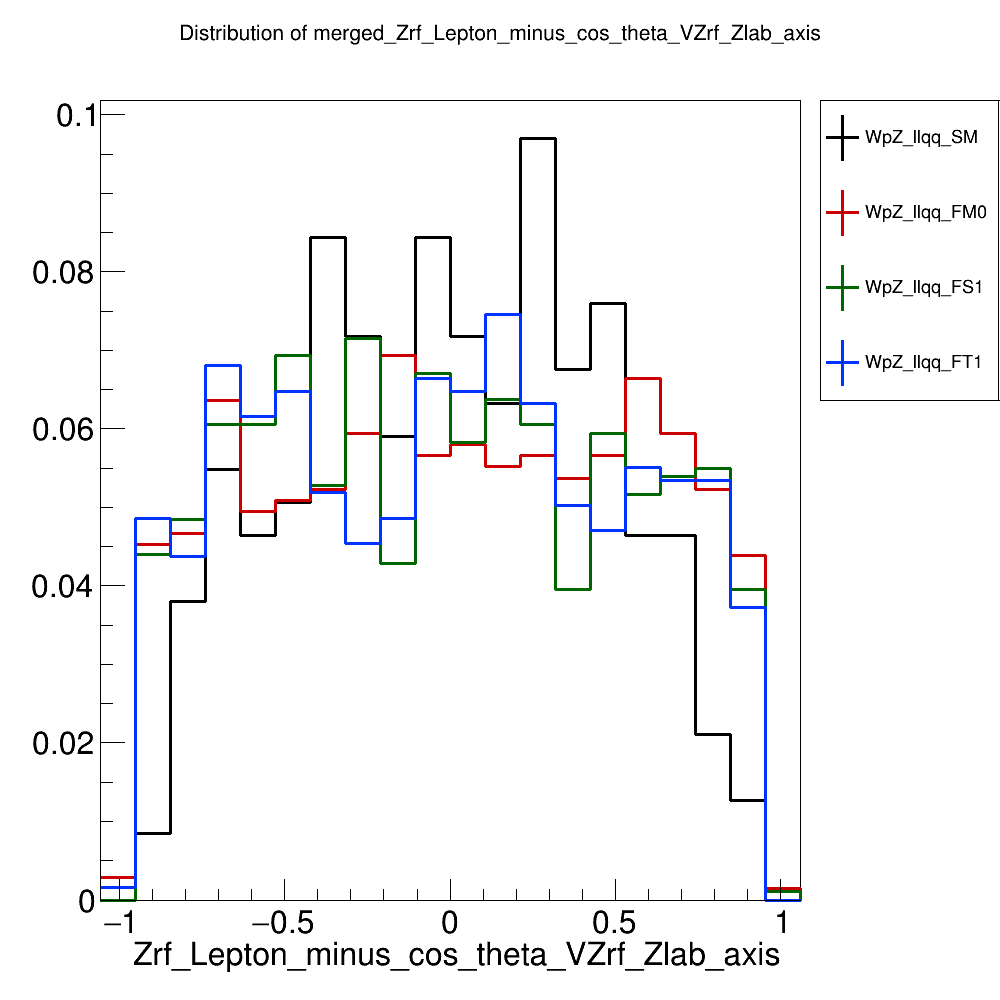 Distribution of merged_Zrf_Lepton_minus_cos_theta_VZrf_Zlab_axis
0.1
0.08
0.06
0.04
0.02
0
−1
−0.5
0
0.5
1
Zrf_Lepton_minus_cos_theta_VZrf_Zlab_axis
WpZ_llqq_SM
WpZ_llqq_FM0
WpZ_llqq_FS1
WpZ_llqq_FT1